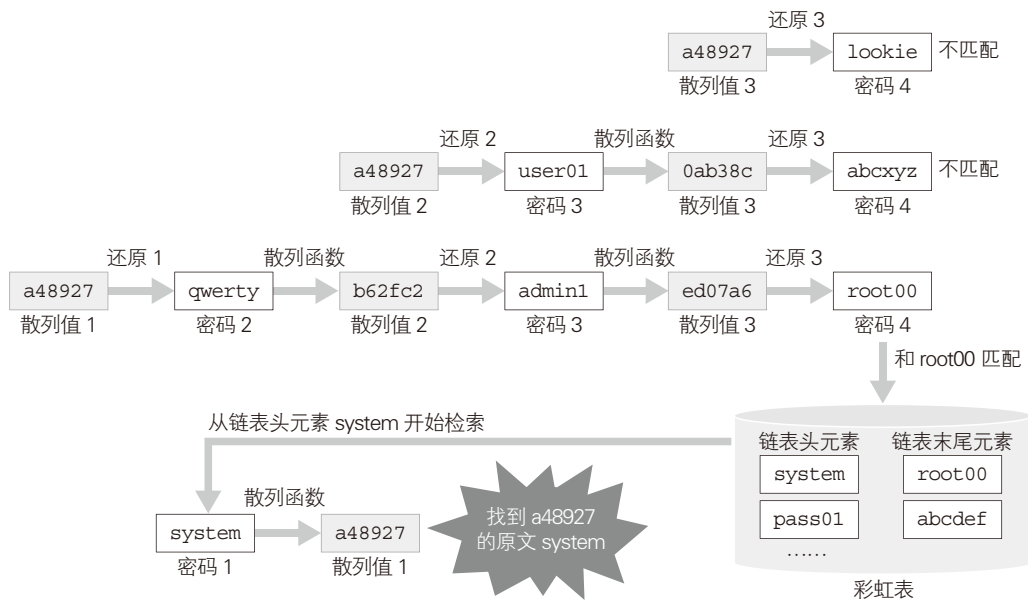 还原 3
a48927
lookie
不匹配
散列值 3
密码 4
还原 2
散列函数
还原 3
a48927
user01
0ab38c
abcxyz
不匹配
散列值 2
密码 3
散列值 3
密码 4
还原 1
散列函数
还原 2
散列函数
还原 3
a48927
qwerty
b62fc2
admin1
ed07a6
root00
散列值 1
密码 2
散列值 2
密码 3
散列值 3
密码 4
和 root00 匹配
从链表头元素 system 开始检索
链表头元素
链表末尾元素
system
root00
pass01
abcdef
……
彩虹表
散列函数
system
a48927
密码 1
散列值 1
找到 a48927
的原文 system